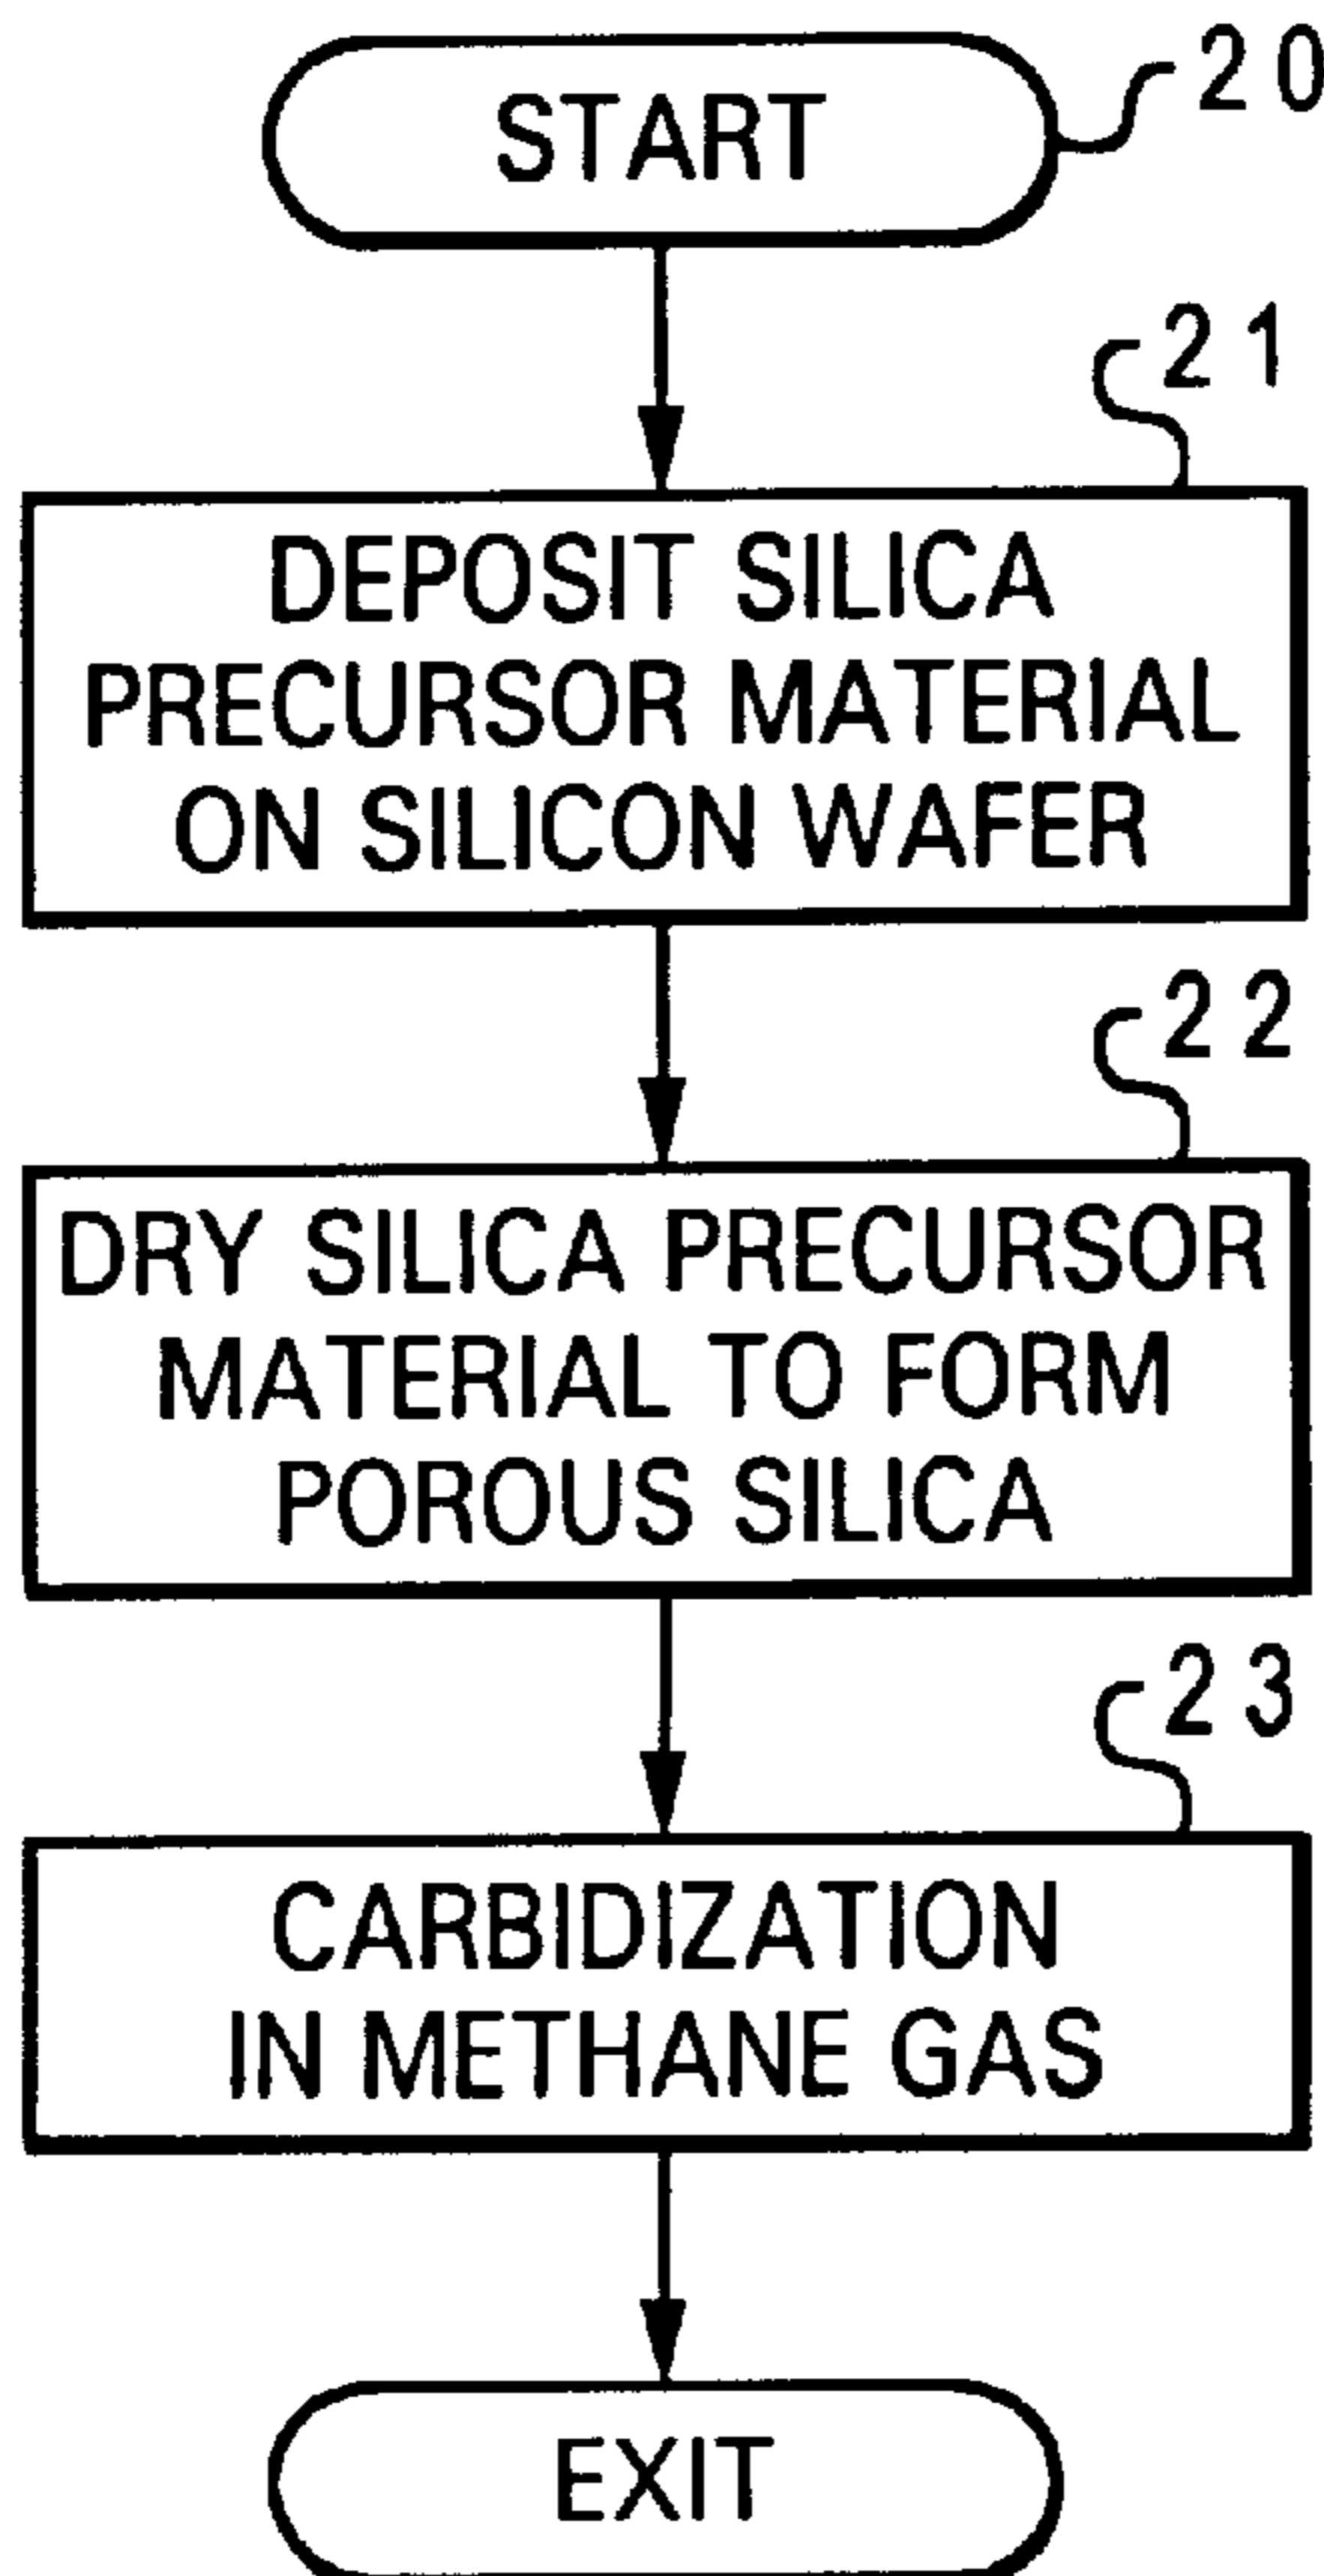 START
20
21
DEPOSIT SILICA
PRECURSOR MATERIAL
ON SILICON WAFER
22
DRY SILICA PRECURSOR
MATERIAL TO FORM
POROUS SILICA
23
CARBIDIZATION
IN METHANE GAS
EXIT